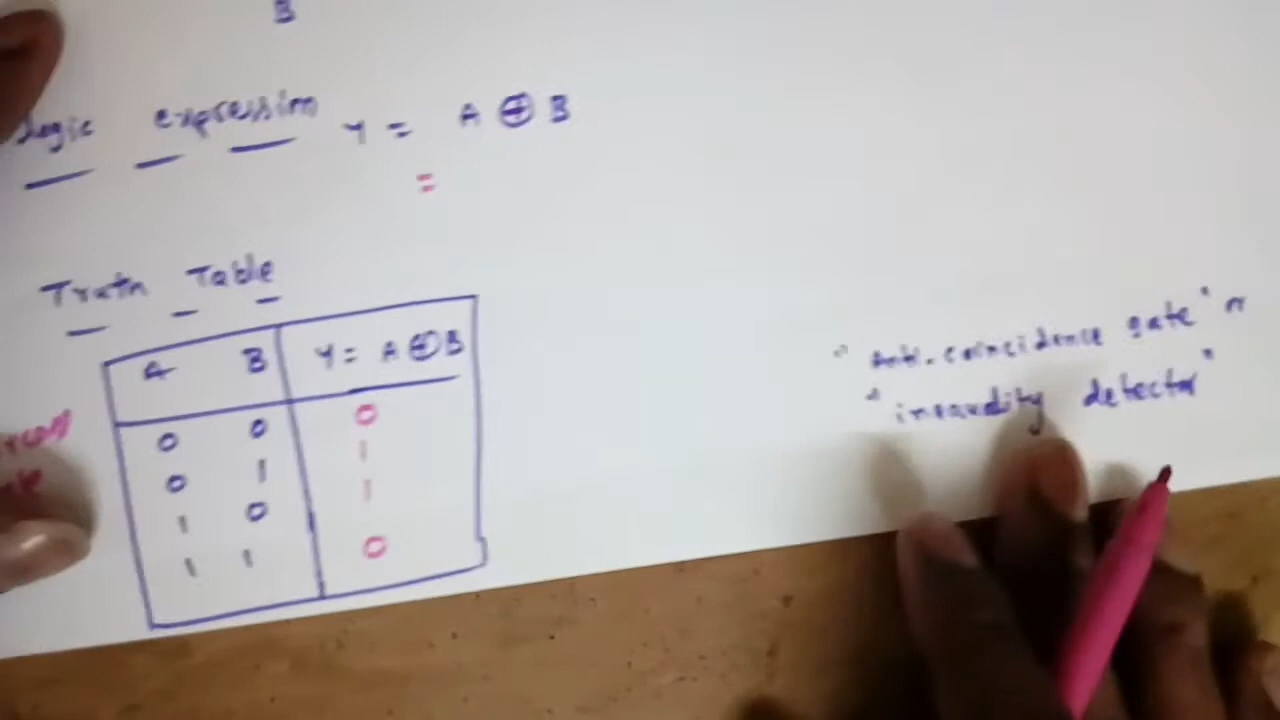 B
Logic expression Y = A ⊕ B
=
Truth Table
A B Y = A ⊕ B
0 0 0
0 1 1
1 0 1
1 1 0
"Anti-coincidence gate" or
"inequality detector"